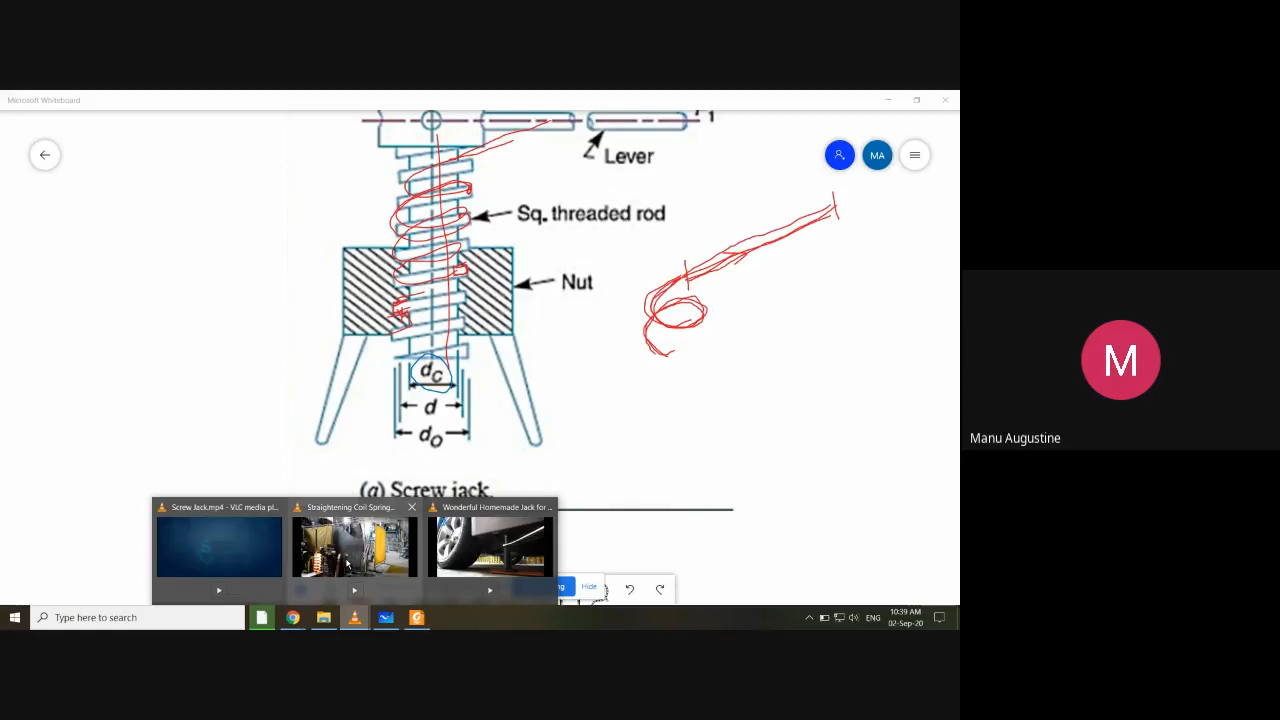 Microsoft Whiteboard
1
Lever
MA
Sq. threaded rod
Nut
dC
d
dO
(a) Screw jack.
Screw Jack.mp4 - VLC media pl...
Straightening Coil Spring...
Wonderful Homemade Jack for ...
Hide
Type here to search
ENG
10:39 AM
02-Sep-20
M
Manu Augustine